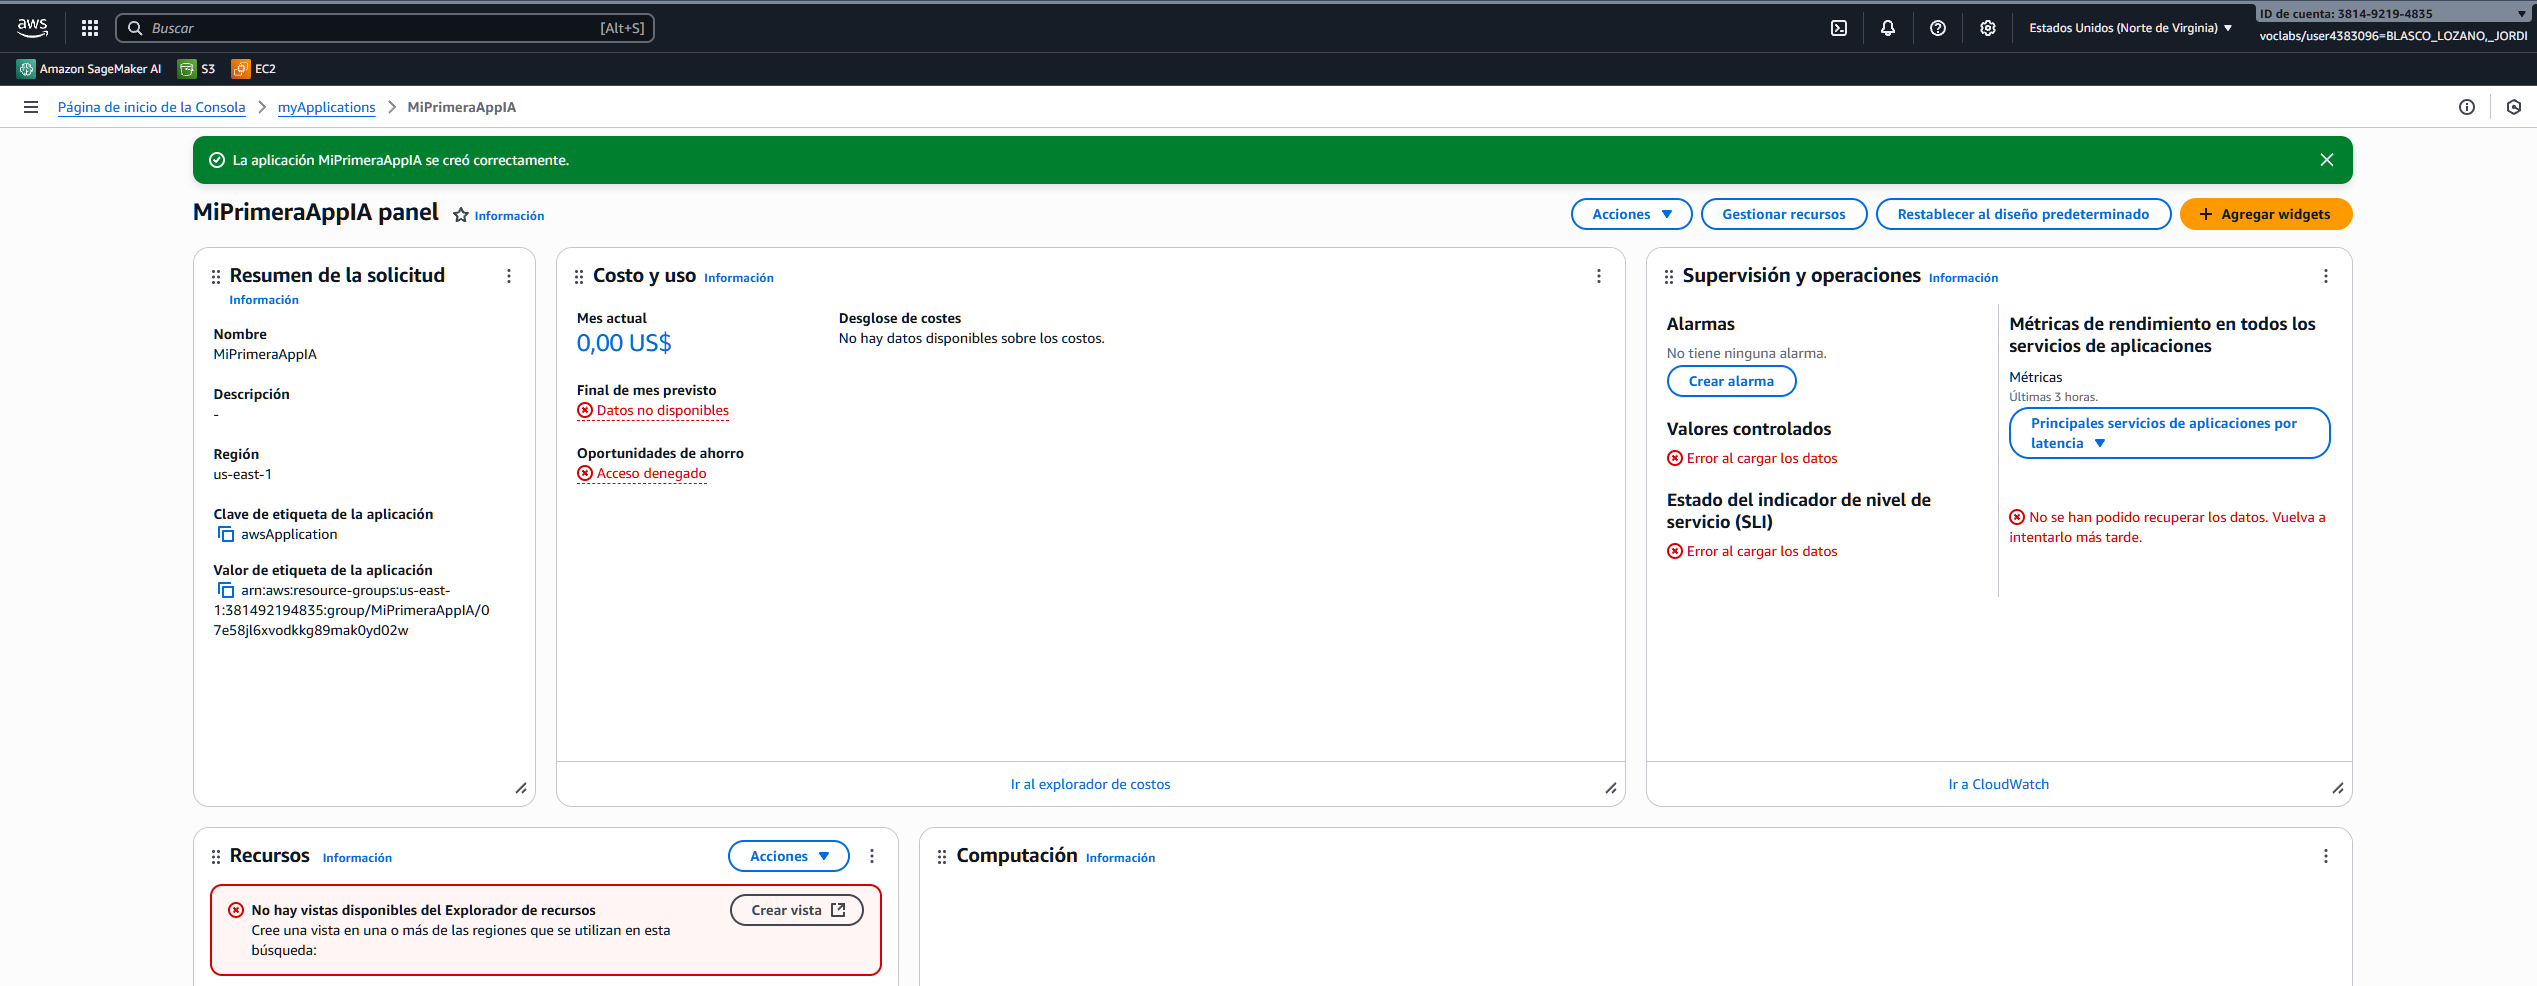 aws
Buscar
[Alt+S]
Estados Unidos (Norte de Virginia)
ID de cuenta: 3814-9219-4835
voclabs/user4383096=BLASCO_LOZANO,_JORDI
Amazon SageMaker AI
S3
EC2
Página de inicio de la Consola
myApplications
MiPrimeraAppIA
La aplicación MiPrimeraAppIA se creó correctamente.
MiPrimeraAppIA panel
Información
Acciones
Gestionar recursos
Restablecer al diseño predeterminado
Agregar widgets
Resumen de la solicitud
Información
Nombre
MiPrimeraAppIA
Descripción
-
Región
us-east-1
Clave de etiqueta de la aplicación
awsApplication
Valor de etiqueta de la aplicación
arn:aws:resource-groups:us-east-
1:381492194835:group/MiPrimeraAppIA/0
7e58jl6xvodkkg89mak0yd02w
Costo y uso
Información
Mes actual
0,00 US$
Desglose de costes
No hay datos disponibles sobre los costos.
Final de mes previsto
Datos no disponibles
Oportunidades de ahorro
Acceso denegado
Ir al explorador de costos
Supervisión y operaciones
Información
Alarmas
No tiene ninguna alarma.
Crear alarma
Valores controlados
Error al cargar los datos
Estado del indicador de nivel de
servicio (SLI)
Error al cargar los datos
Métricas de rendimiento en todos los
servicios de aplicaciones
Métricas
Últimas 3 horas.
Principales servicios de aplicaciones por
latencia
No se han podido recuperar los datos. Vuelva a
intentarlo más tarde.
Ir a CloudWatch
Recursos
Información
Acciones
No hay vistas disponibles del Explorador de recursos
Cree una vista en una o más de las regiones que se utilizan en esta
búsqueda:
Crear vista
Computación
Información